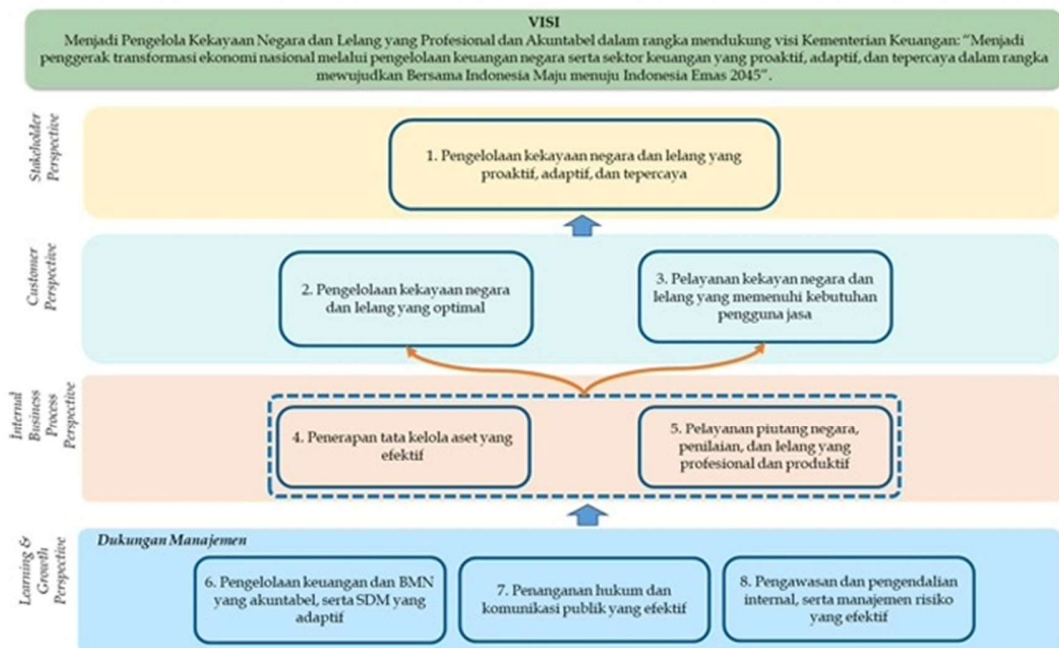 VISI
Menjadi Pengelola Kekayaan Negara dan Lelang yang Profesional dan Akuntabel dalam rangka mendukung visi Kementerian Keuangan: "Menjadi
penggerak transformasi ekonomi nasional melalui pengelolaan keuangan negara serta sektor keuangan yang proaktif, adaptif, dan tepercaya dalam rangka
mewujudkan Bersama Indonesia Maju menuju Indonesia Emas 2045".
Stakeholder
Perspective
1. Pengelolaan kekayaan negara dan lelang yang
proaktif, adaptif, dan tepercaya
Customer
Perspective
2. Pengelolaan kekayaan negara
dan lelang yang optimal
3. Pelayanan kekayan negara dan
lelang yang memenuhi kebutuhan
pengguna jasa
Internal
Business
Process
Perspective
4. Penerapan tata kelola aset yang
efektif
5. Pelayanan piutang negara,
penilaian, dan lelang yang
profesional dan produktif
Learning &
Growth
Perspective
Dukungan Manajemen
6. Pengelolaan keuangan dan BMN
yang akuntabel, serta SDM yang
adaptif
7. Penanganan hukum dan
komunikasi publik yang efektif
8. Pengawasan dan pengendalian
internal, serta manajemen risiko
yang efektif